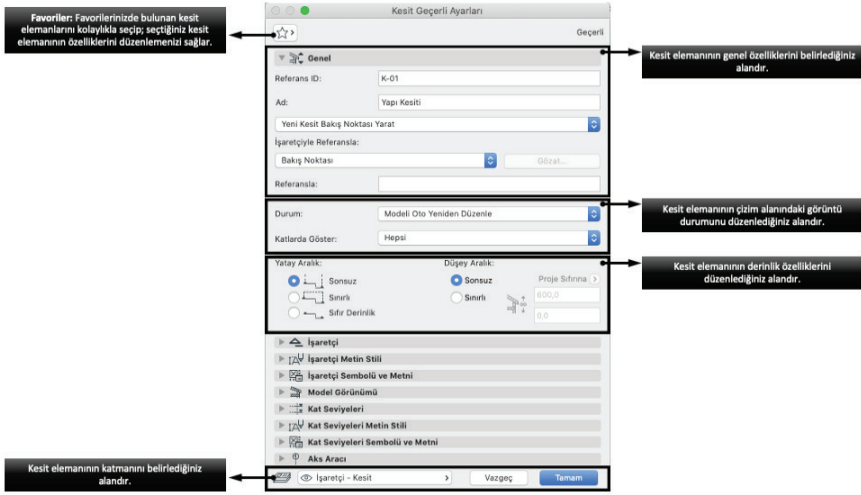 Kesit Geçerli Ayarları
Favoriler: Favorilerinizde bulunan kesit
elemanlarını kolaylıkla seçip; seçtiğiniz kesit
elemanının özelliklerini düzenlemenizi sağlar.
Geçerli
Genel
Kesit elemanının genel özelliklerini belirlediğiniz
alandır.
Referans ID:
K-01
Ad:
Yapı Kesiti
Yeni Kesit Bakış Noktası Yarat
İşaretçiyle Referansla:
Bakış Noktası
Gözat...
Referansla:
Durum:
Modeli Oto Yeniden Düzenle
Katlarda Göster:
Hepsi
Kesit elemanının çizim alanındaki görüntü
durumunu düzenlediğiniz alandır.
Yatay Aralık:
Sonsuz
Sınırlı
Sıfır Derinlik
Düşey Aralık:
Sonsuz
Sınırlı
Proje Sıfırına
600,0
0,0
Kesit elemanının derinlik özelliklerini
düzenlediğiniz alandır.
İşaretçi
İşaretçi Metin Stili
İşaretçi Sembolü ve Metni
Model Görünümü
Kat Seviyeleri
Kat Seviyeleri Metin Stili
Kat Seviyeleri Sembolü ve Metni
Aks Aracı
Kesit elemanının katmanını belirlediğiniz
alandır.
İşaretçi - Kesit
Vazgeç
Tamam